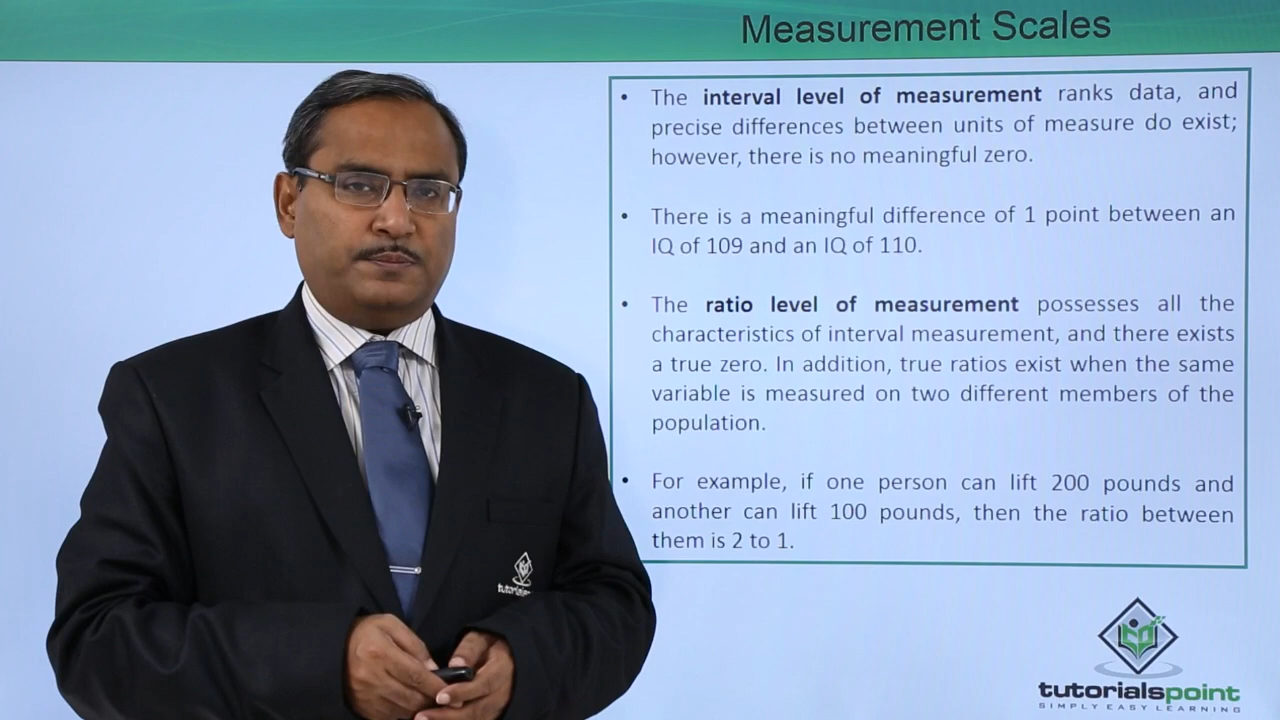 Measurement Scales
• The interval level of measurement ranks data, and
precise differences between units of measure do exist;
however, there is no meaningful zero.
• There is a meaningful difference of 1 point between an
IQ of 109 and an IQ of 110.
• The ratio level of measurement possesses all the
characteristics of interval measurement, and there exists
a true zero. In addition, true ratios exist when the same
variable is measured on two different members of the
population.
• For example, if one person can lift 200 pounds and
another can lift 100 pounds, then the ratio between
them is 2 to 1.
tutorialspoint
SIMPLY EASY LEARNING